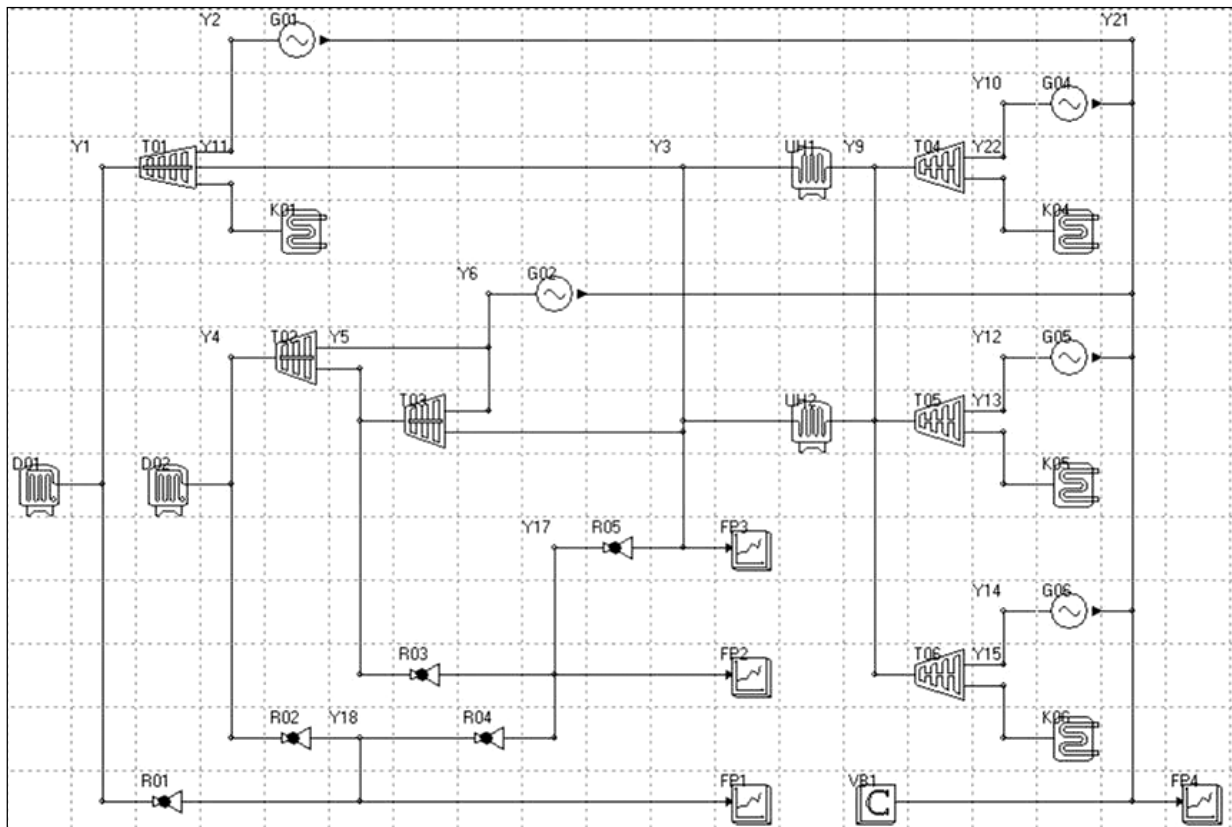 Y2 G01 Y21
Y10 G04
Y1 T01 Y11 Y3 UH1 Y9 T04 Y22
K01 K04
Y6 G02
Y4 T02 Y5 Y12 G05
T03 UH2 T05 Y13
D01 D02 K05
Y17 R05 FP3
Y14 G06
R03 FP2 T06 Y15
R02 Y18 R04 K06
R01 FP1 VB1 FP4
C